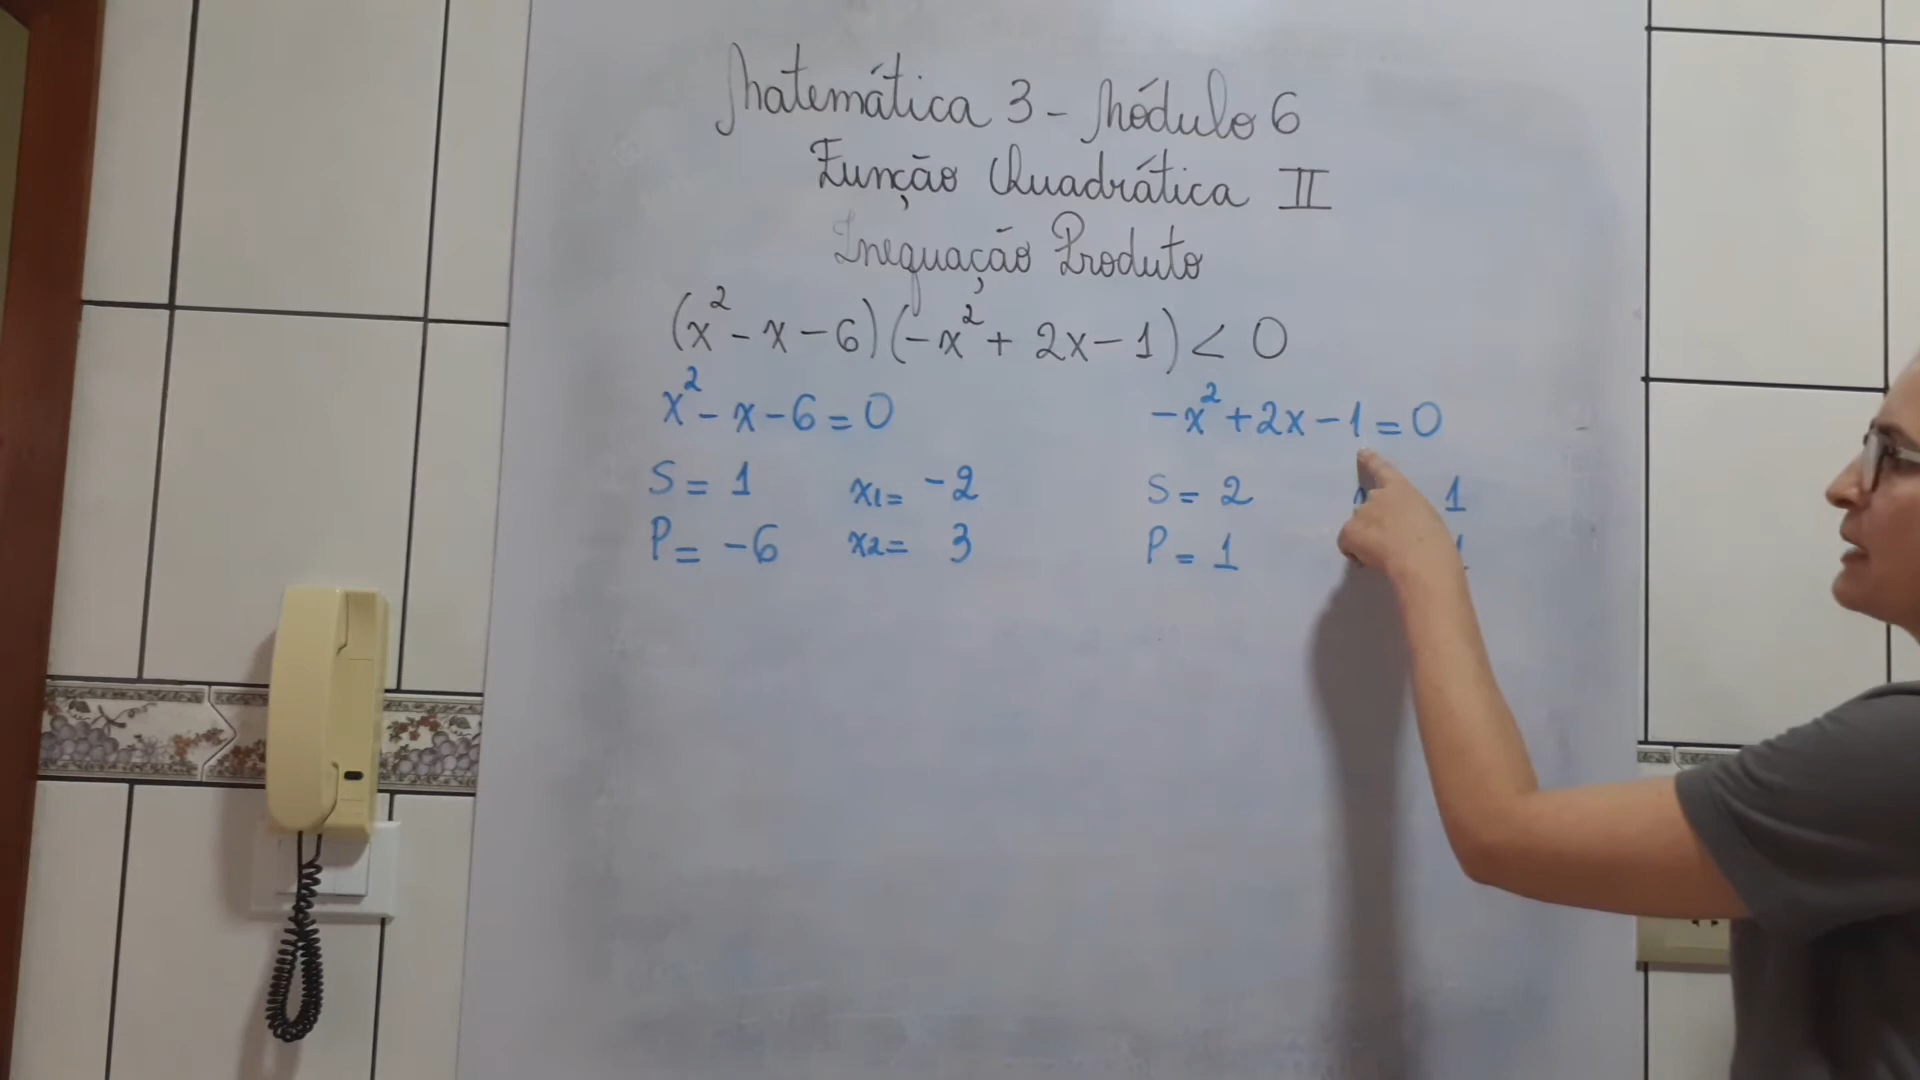 Matemática 3 - Módulo 6
Função Quadrática II
Inequação Produto
(x² - x - 6)(-x² + 2x - 1) < 0
x² - x - 6 = 0
S = 1 x1 = -2
P = -6 x2 = 3
-x² + 2x - 1 = 0
S = 2 1
P = 1